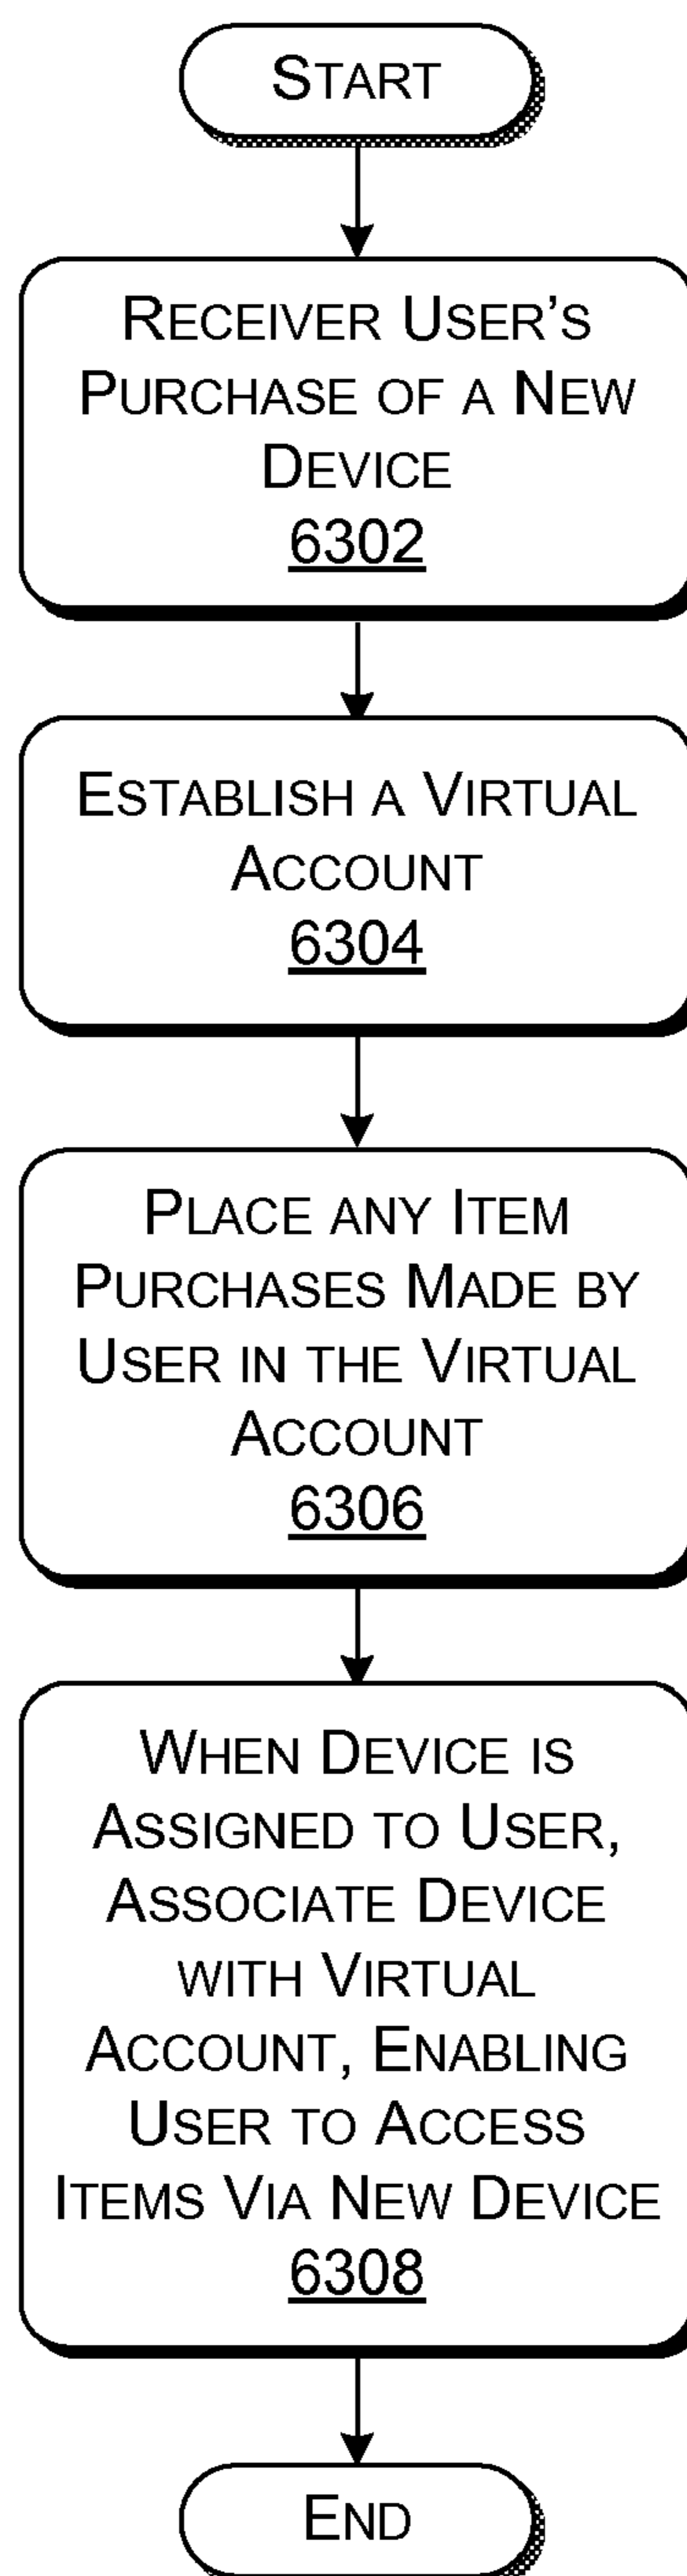 START
RECEIVER USER'S
PURCHASE OF A NEW
DEVICE
6302
ESTABLISH A VIRTUAL
ACCOUNT
6304
PLACE ANY ITEM
PURCHASES MADE BY
USER IN THE VIRTUAL
ACCOUNT
6306
WHEN DEVICE IS
ASSIGNED TO USER,
ASSOCIATE DEVICE
WITH VIRTUAL
ACCOUNT, ENABLING
USER TO ACCESS
ITEMS VIA NEW DEVICE
6308
END